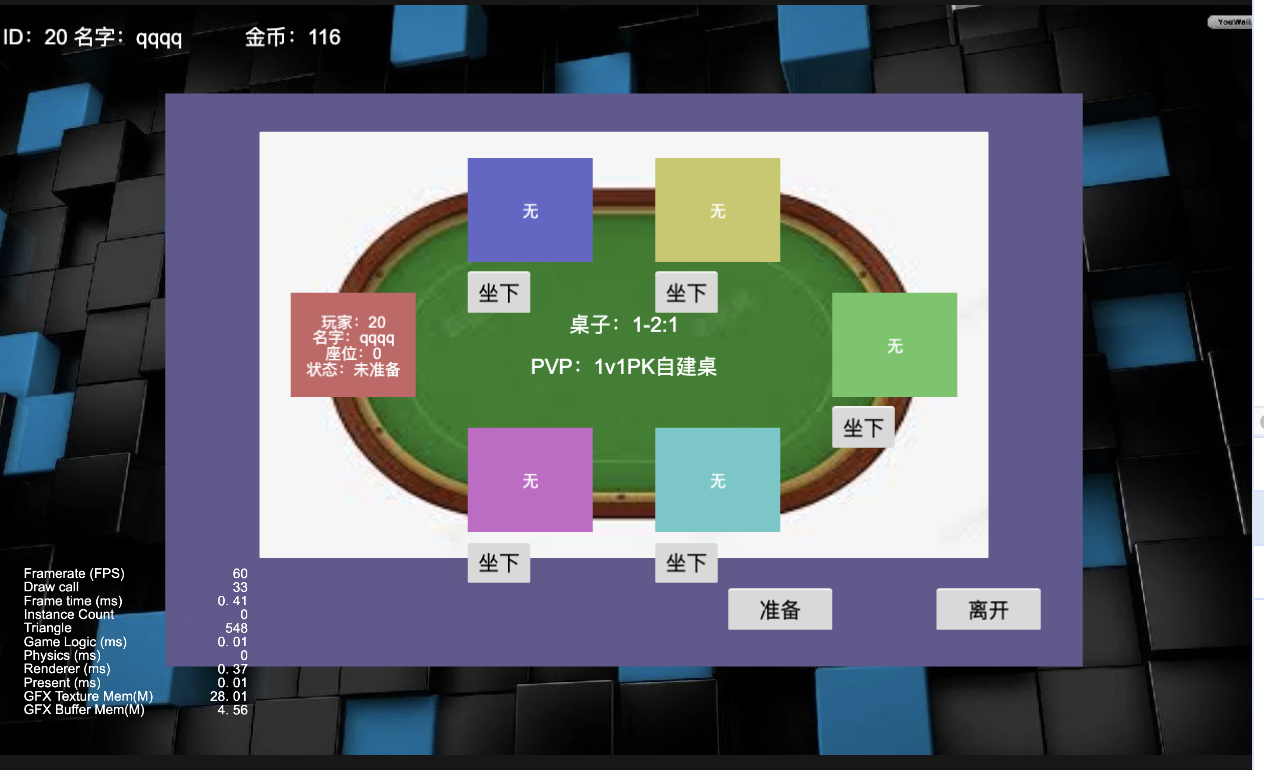 ID：20 名字：qqqq 金币：116
YouWall.
无
无
坐下
坐下
玩家：20
名字：qqqq
座位：0
状态：未准备
桌子：1-2:1
PVP：1v1PK自建桌
无
坐下
无
无
坐下
坐下
准备
离开
Framerate (FPS) 60
Draw call 33
Frame time (ms) 0.41
Instance Count 0
Triangle 548
Game Logic (ms) 0.01
Physics (ms) 0
Renderer (ms) 0.37
Present (ms) 0.01
GFX Texture Mem(M) 28.01
GFX Buffer Mem(M) 4.56